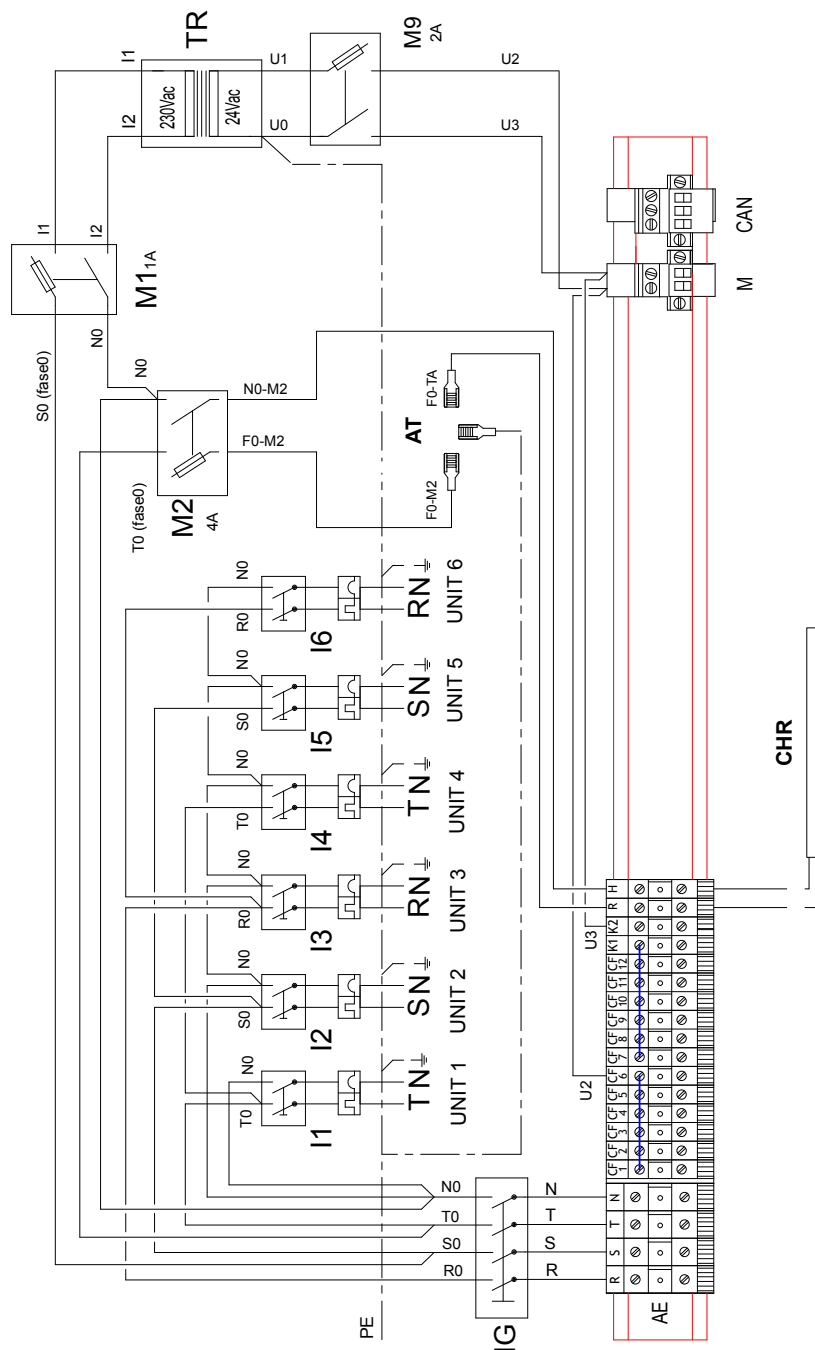 TR
I1
I2
230Vac
24Vac
U1
U0
M9
2A
U2
U3
I1
I2
M1 1A
S0 (fase0)
N0
N0
T0 (fase0)
M2
4A
N0-M2
F0-M2
F0-TA
AT
F0-M2
CAN
M
N0
R0
I6
RN
UNIT 6
N0
S0
I5
SN
UNIT 5
N0
T0
I4
TN
UNIT 4
N0
R0
I3
RN
UNIT 3
N0
S0
I2
SN
UNIT 2
N0
T0
I1
TN
UNIT 1
CHR
U3
U2
N0
T0
S0
R0
N
T
S
R
PE
IG
R S T N
CF 1
CF 2
CF 3
CF 4
CF 5
CF 6
CF 7
CF 8
CF 9
CF 10
CF 11
CF 12
K1
K2
R
H
AE